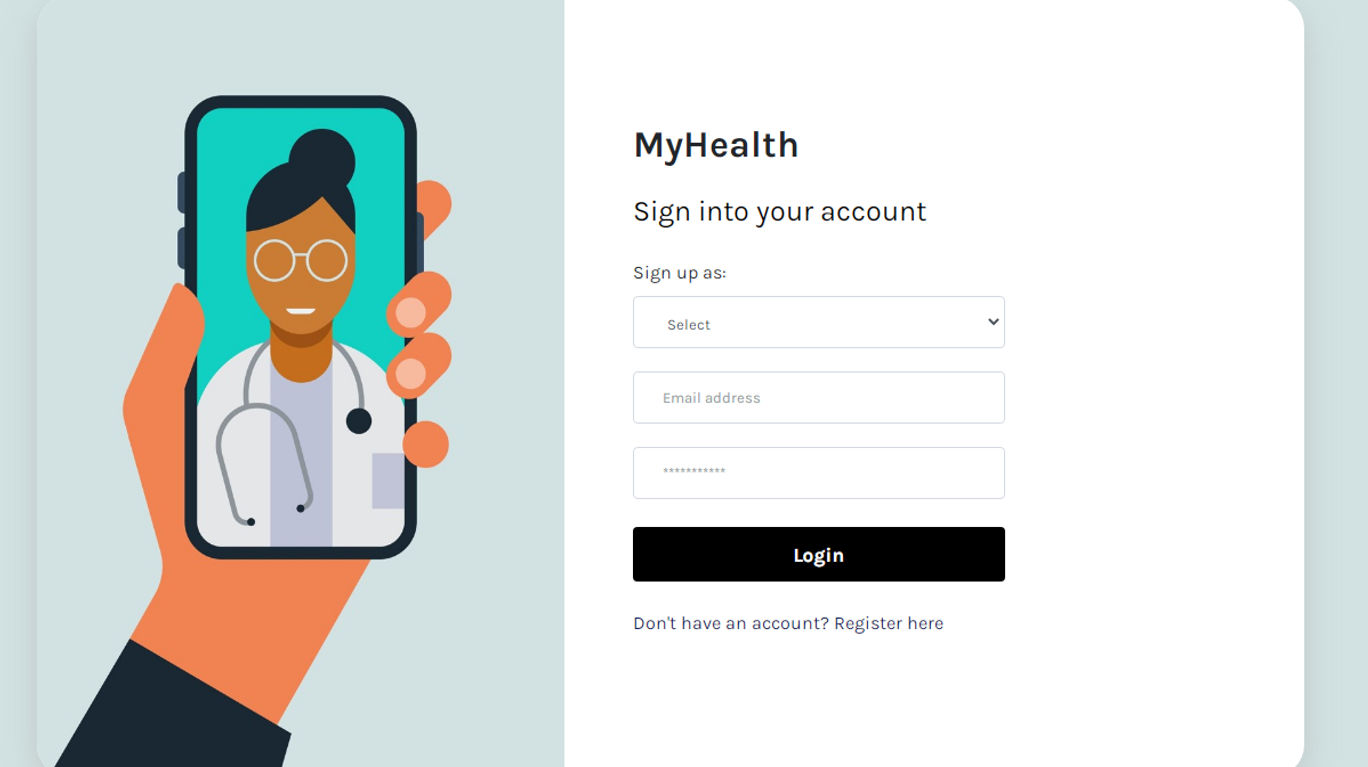 MyHealth
Sign into your account
Sign up as:
Select
Email address
***********
Login
Don't have an account? Register here